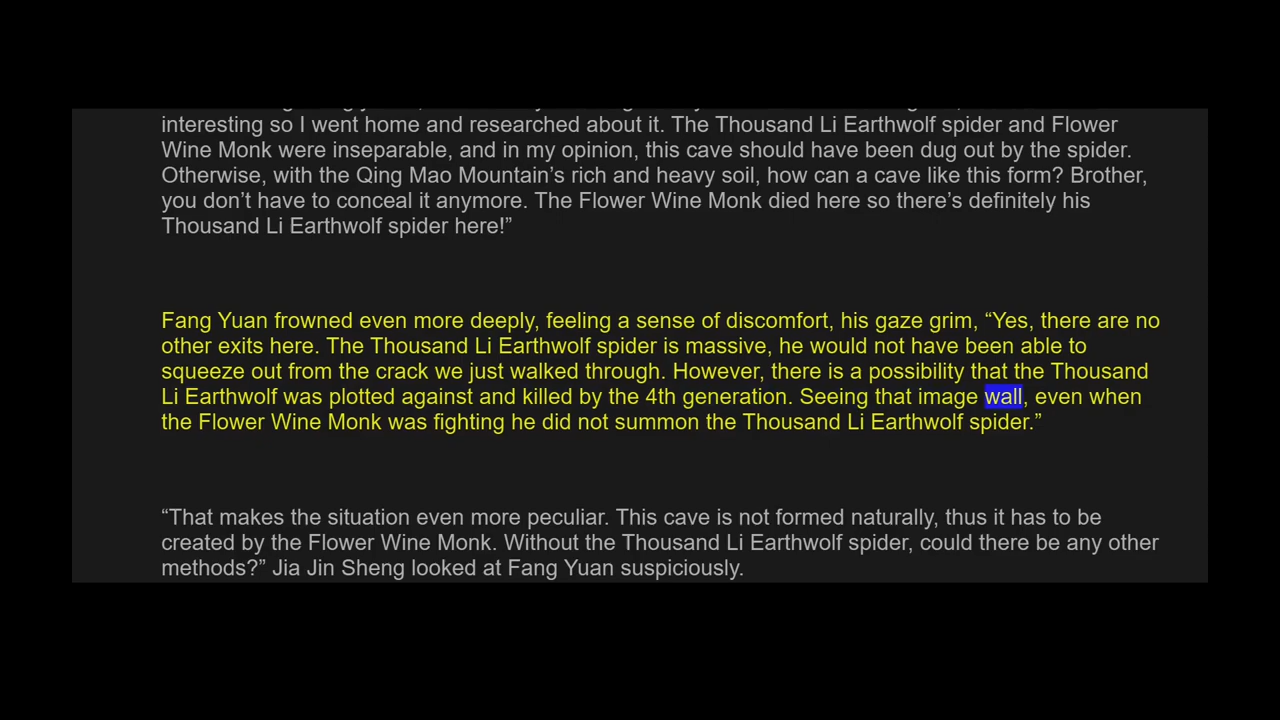 interesting so I went home and researched about it. The Thousand Li Earthwolf spider and Flower
Wine Monk were inseparable, and in my opinion, this cave should have been dug out by the spider.
Otherwise, with the Qing Mao Mountain’s rich and heavy soil, how can a cave like this form? Brother,
you don’t have to conceal it anymore. The Flower Wine Monk died here so there’s definitely his
Thousand Li Earthwolf spider here!”
Fang Yuan frowned even more deeply, feeling a sense of discomfort, his gaze grim, “Yes, there are no
other exits here. The Thousand Li Earthwolf spider is massive, he would not have been able to
squeeze out from the crack we just walked through. However, there is a possibility that the Thousand
Li Earthwolf was plotted against and killed by the 4th generation. Seeing that image wall, even when
the Flower Wine Monk was fighting he did not summon the Thousand Li Earthwolf spider.”
“That makes the situation even more peculiar. This cave is not formed naturally, thus it has to be
created by the Flower Wine Monk. Without the Thousand Li Earthwolf spider, could there be any other
methods?” Jia Jin Sheng looked at Fang Yuan suspiciously.